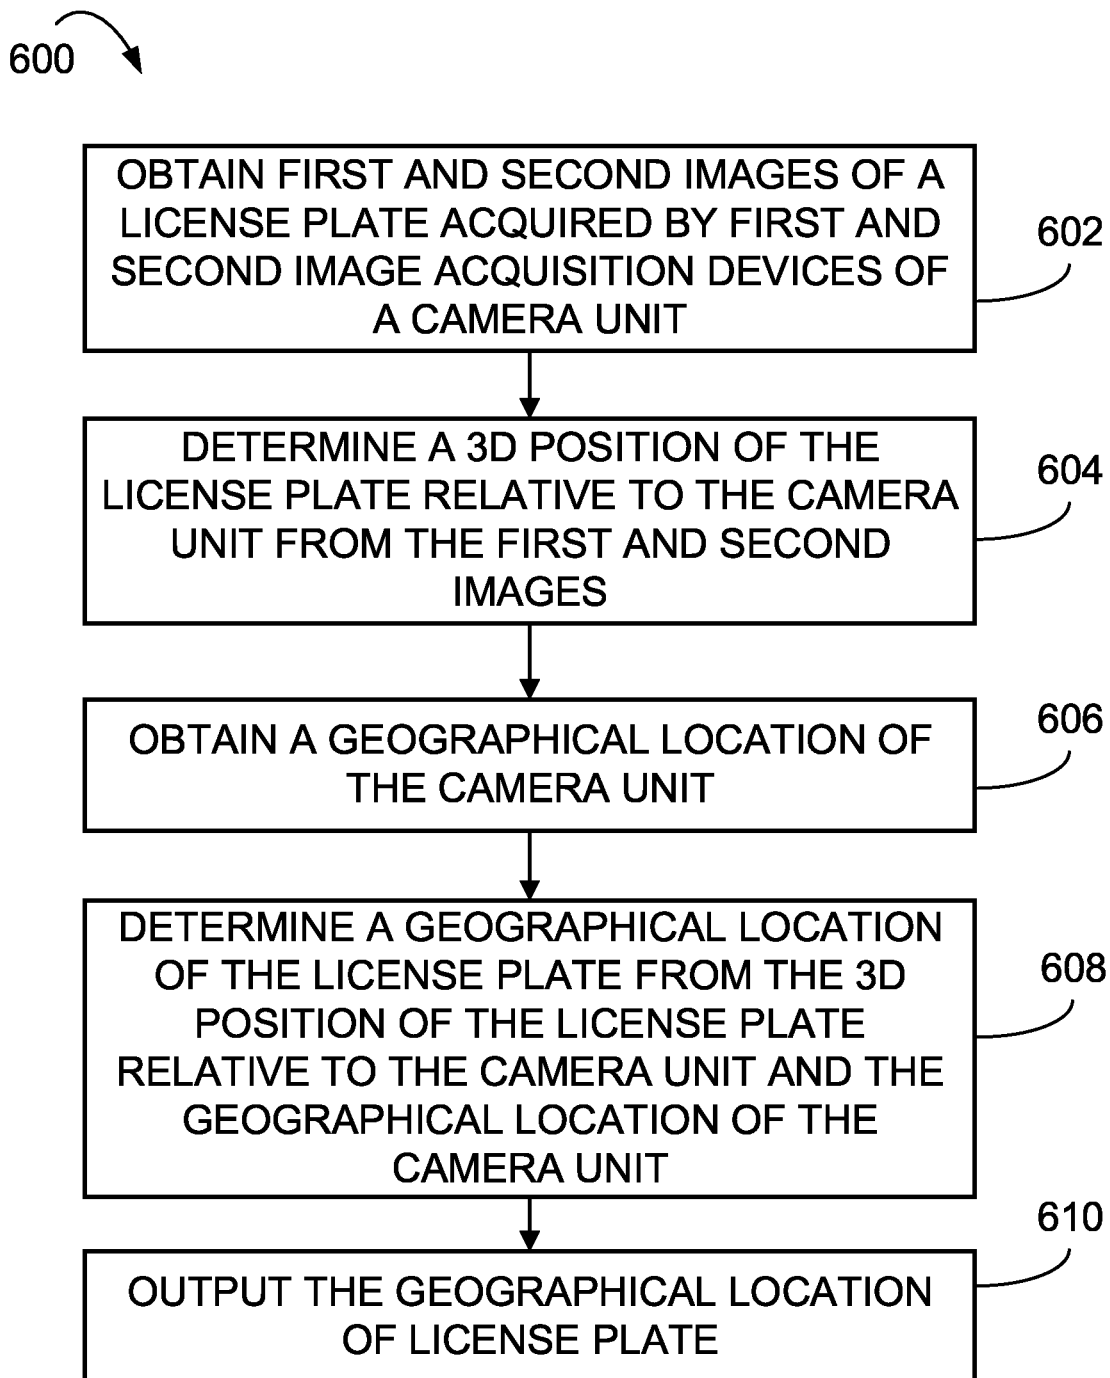 600
OBTAIN FIRST AND SECOND IMAGES OF A
LICENSE PLATE ACQUIRED BY FIRST AND
SECOND IMAGE ACQUISITION DEVICES OF
A CAMERA UNIT
602
DETERMINE A 3D POSITION OF THE
LICENSE PLATE RELATIVE TO THE CAMERA
UNIT FROM THE FIRST AND SECOND
IMAGES
604
OBTAIN A GEOGRAPHICAL LOCATION OF
THE CAMERA UNIT
606
DETERMINE A GEOGRAPHICAL LOCATION
OF THE LICENSE PLATE FROM THE 3D
POSITION OF THE LICENSE PLATE
RELATIVE TO THE CAMERA UNIT AND THE
GEOGRAPHICAL LOCATION OF THE
CAMERA UNIT
608
OUTPUT THE GEOGRAPHICAL LOCATION
OF LICENSE PLATE
610